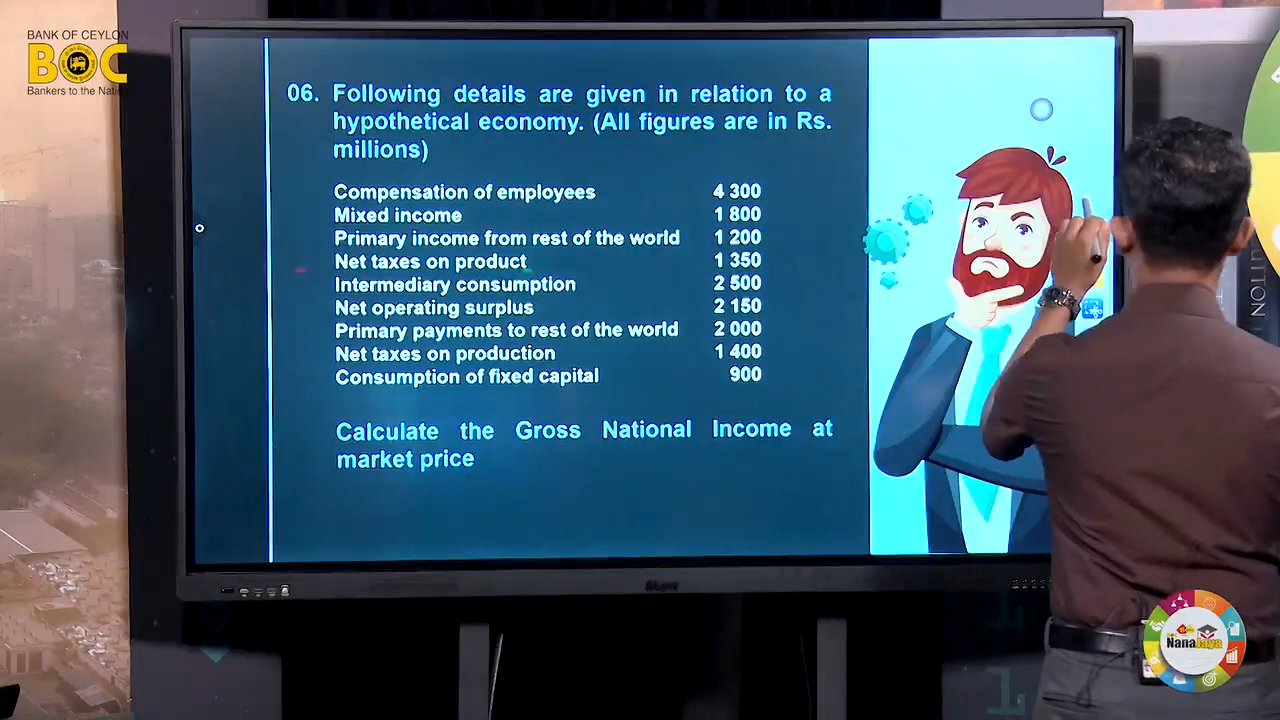 BANK OF CEYLON
BOC
Bankers to the Nation
06. Following details are given in relation to a
hypothetical economy. (All figures are in Rs.
millions)
Compensation of employees 4 300
Mixed income 1 800
Primary income from rest of the world 1 200
Net taxes on product 1 350
Intermediary consumption 2 500
Net operating surplus 2 150
Primary payments to rest of the world 2 000
Net taxes on production 1 400
Consumption of fixed capital 900
Calculate the Gross National Income at
market price
NanaJaya